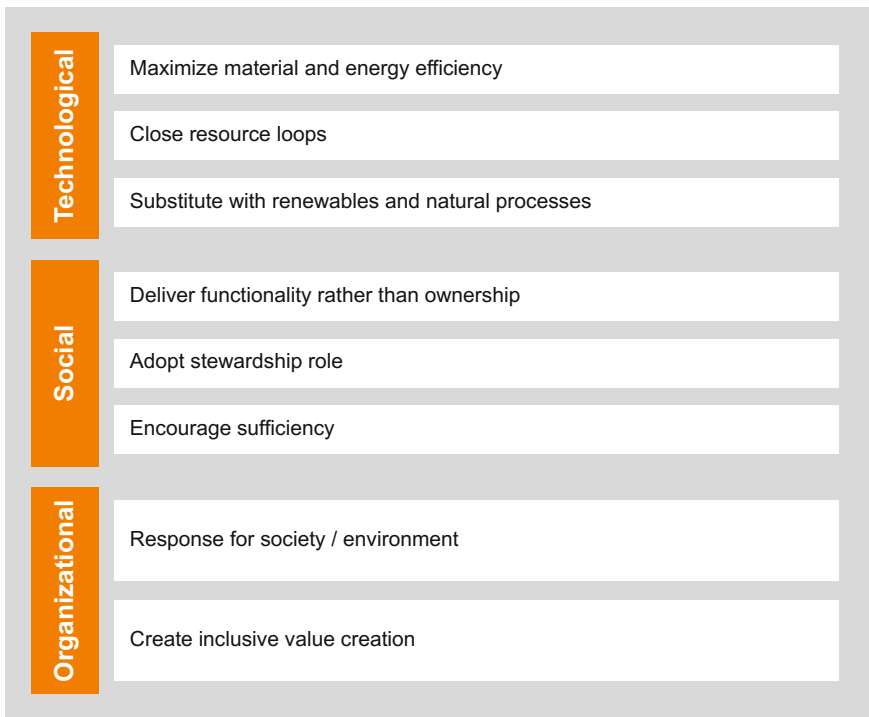 Technological
Maximize material and energy efficiency
Close resource loops
Substitute with renewables and natural processes
Social
Deliver functionality rather than ownership
Adopt stewardship role
Encourage sufficiency
Organizational
Response for society / environment
Create inclusive value creation